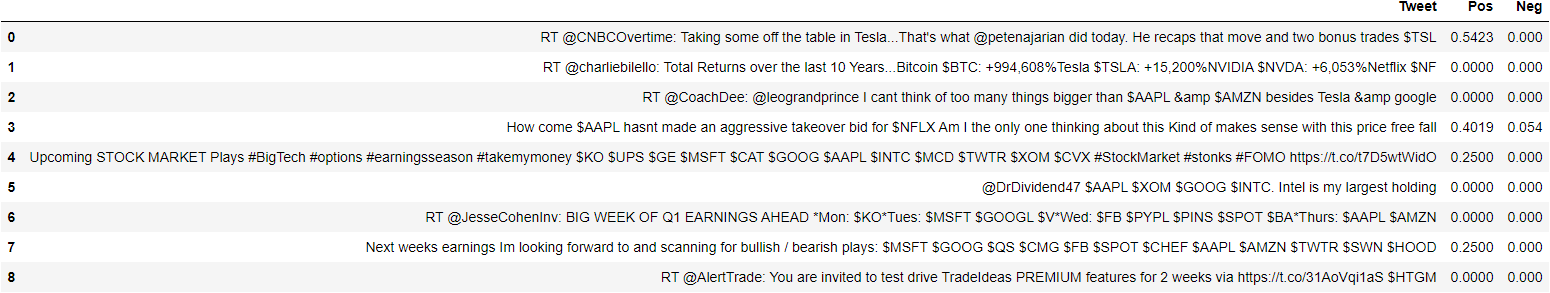 Tweet Pos Neg
0 RT @CNBCOvertime: Taking some off the table in Tesla...That's what @petenajarian did today. He recaps that move and two bonus trades $TSL 0.5423 0.000
1 RT @charliebilello: Total Returns over the last 10 Years...Bitcoin $BTC: +994,608%Tesla $TSLA: +15,200%NVIDIA $NVDA: +6,053%Netflix $NF 0.0000 0.000
2 RT @CoachDee: @leograndprince I cant think of too many things bigger than $AAPL &amp $AMZN besides Tesla &amp google 0.0000 0.000
3 How come $AAPL hasnt made an aggressive takeover bid for $NFLX Am I the only one thinking about this Kind of makes sense with this price free fall 0.4019 0.054
4 Upcoming STOCK MARKET Plays #BigTech #options #earningsseason #takemymoney $KO $UPS $GE $MSFT $CAT $GOOG $AAPL $INTC $MCD $TWTR $XOM $CVX #StockMarket #stonks #FOMO https://t.co/t7D5wtWidO 0.2500 0.000
5 @DrDividend47 $AAPL $XOM $GOOG $INTC. Intel is my largest holding 0.0000 0.000
6 RT @JesseCohenInv: BIG WEEK OF Q1 EARNINGS AHEAD *Mon: $KO*Tues: $MSFT $GOOGL $V*Wed: $FB $PYPL $PINS $SPOT $BA*Thurs: $AAPL $AMZN 0.0000 0.000
7 Next weeks earnings Im looking forward to and scanning for bullish / bearish plays: $MSFT $GOOG $QS $CMG $FB $SPOT $CHEF $AAPL $AMZN $TWTR $SWN $HOOD 0.2500 0.000
8 RT @AlertTrade: You are invited to test drive TradeIdeas PREMIUM features for 2 weeks via https://t.co/31AoVqi1aS $HTGM 0.0000 0.000